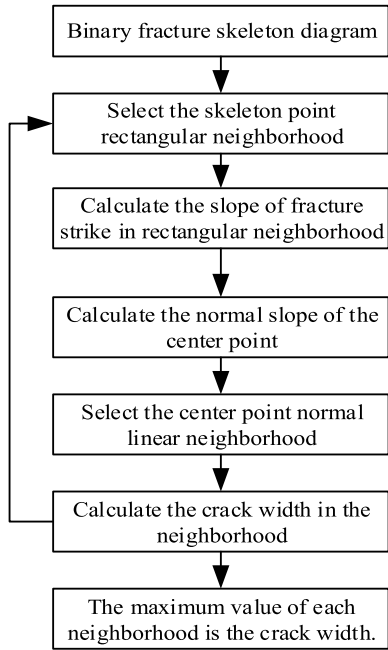 Binary fracture skeleton diagram
Select the skeleton point
rectangular neighborhood
Calculate the slope of fracture
strike in rectangular neighborhood
Calculate the normal slope of the
center point
Select the center point normal
linear neighborhood
Calculate the crack width in the
neighborhood
The maximum value of each
neighborhood is the crack width.